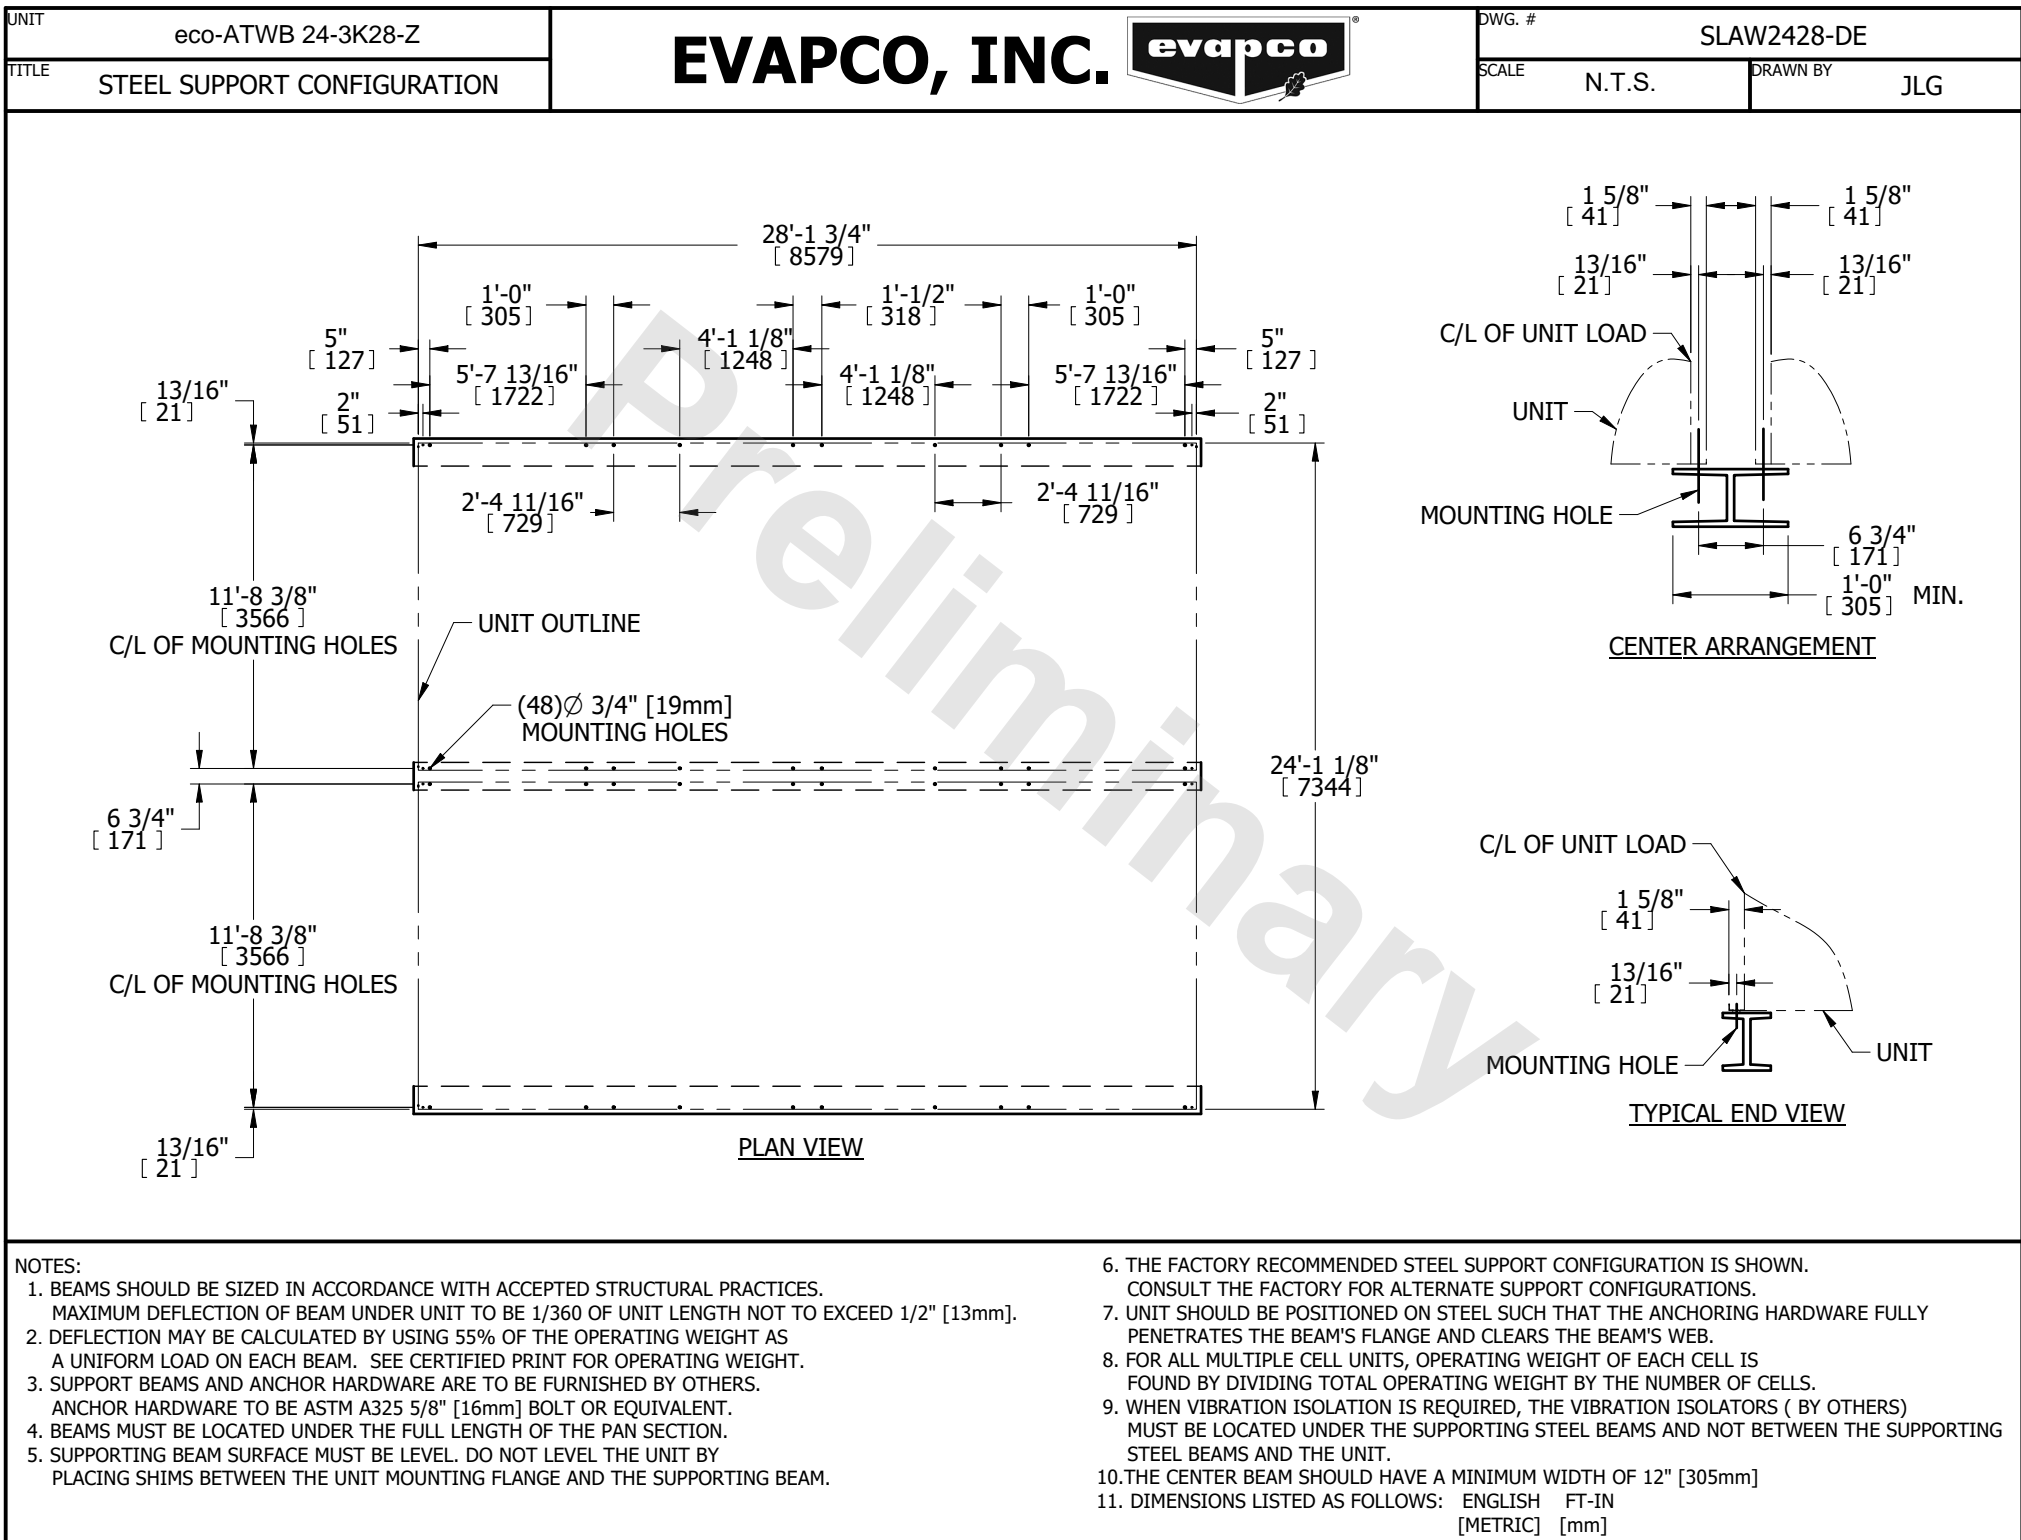 UNIT
eco-ATWB 24-3K28-Z
TITLE
STEEL SUPPORT CONFIGURATION
EVAPCO, INC.
evapco
®
DWG. #
SLAW2428-DE
SCALE
N.T.S.
DRAWN BY
JLG
28'-1 3/4"
[ 8579 ]
1'-0"
[ 305 ]
1'-1/2"
[ 318 ]
1'-0"
[ 305 ]
5"
[ 127 ]
4'-1 1/8"
[ 1248 ]
5"
[ 127 ]
5'-7 13/16"
[ 1722 ]
4'-1 1/8"
[ 1248 ]
5'-7 13/16"
[ 1722 ]
13/16"
[ 21 ]
2"
[ 51 ]
2"
[ 51 ]
2'-4 11/16"
[ 729 ]
2'-4 11/16"
[ 729 ]
11'-8 3/8"
[ 3566 ]
C/L OF MOUNTING HOLES
UNIT OUTLINE
(48)Ø 3/4" [19mm]
MOUNTING HOLES
24'-1 1/8"
[ 7344 ]
6 3/4"
[ 171 ]
11'-8 3/8"
[ 3566 ]
C/L OF MOUNTING HOLES
13/16"
[ 21 ]
PLAN VIEW
Preliminary
1 5/8"
[ 41 ]
1 5/8"
[ 41 ]
13/16"
[ 21 ]
13/16"
[ 21 ]
C/L OF UNIT LOAD
UNIT
MOUNTING HOLE
6 3/4"
[ 171 ]
1'-0"
[ 305 ] MIN.
CENTER ARRANGEMENT
C/L OF UNIT LOAD
1 5/8"
[ 41 ]
13/16"
[ 21 ]
MOUNTING HOLE
UNIT
TYPICAL END VIEW
NOTES:
1. BEAMS SHOULD BE SIZED IN ACCORDANCE WITH ACCEPTED STRUCTURAL PRACTICES.
MAXIMUM DEFLECTION OF BEAM UNDER UNIT TO BE 1/360 OF UNIT LENGTH NOT TO EXCEED 1/2" [13mm].
2. DEFLECTION MAY BE CALCULATED BY USING 55% OF THE OPERATING WEIGHT AS
A UNIFORM LOAD ON EACH BEAM. SEE CERTIFIED PRINT FOR OPERATING WEIGHT.
3. SUPPORT BEAMS AND ANCHOR HARDWARE ARE TO BE FURNISHED BY OTHERS.
ANCHOR HARDWARE TO BE ASTM A325 5/8" [16mm] BOLT OR EQUIVALENT.
4. BEAMS MUST BE LOCATED UNDER THE FULL LENGTH OF THE PAN SECTION.
5. SUPPORTING BEAM SURFACE MUST BE LEVEL. DO NOT LEVEL THE UNIT BY
PLACING SHIMS BETWEEN THE UNIT MOUNTING FLANGE AND THE SUPPORTING BEAM.
6. THE FACTORY RECOMMENDED STEEL SUPPORT CONFIGURATION IS SHOWN.
CONSULT THE FACTORY FOR ALTERNATE SUPPORT CONFIGURATIONS.
7. UNIT SHOULD BE POSITIONED ON STEEL SUCH THAT THE ANCHORING HARDWARE FULLY
PENETRATES THE BEAM'S FLANGE AND CLEARS THE BEAM'S WEB.
8. FOR ALL MULTIPLE CELL UNITS, OPERATING WEIGHT OF EACH CELL IS
FOUND BY DIVIDING TOTAL OPERATING WEIGHT BY THE NUMBER OF CELLS.
9. WHEN VIBRATION ISOLATION IS REQUIRED, THE VIBRATION ISOLATORS ( BY OTHERS)
MUST BE LOCATED UNDER THE SUPPORTING STEEL BEAMS AND NOT BETWEEN THE SUPPORTING
STEEL BEAMS AND THE UNIT.
10.THE CENTER BEAM SHOULD HAVE A MINIMUM WIDTH OF 12" [305mm]
11. DIMENSIONS LISTED AS FOLLOWS: ENGLISH FT-IN
[METRIC] [mm]